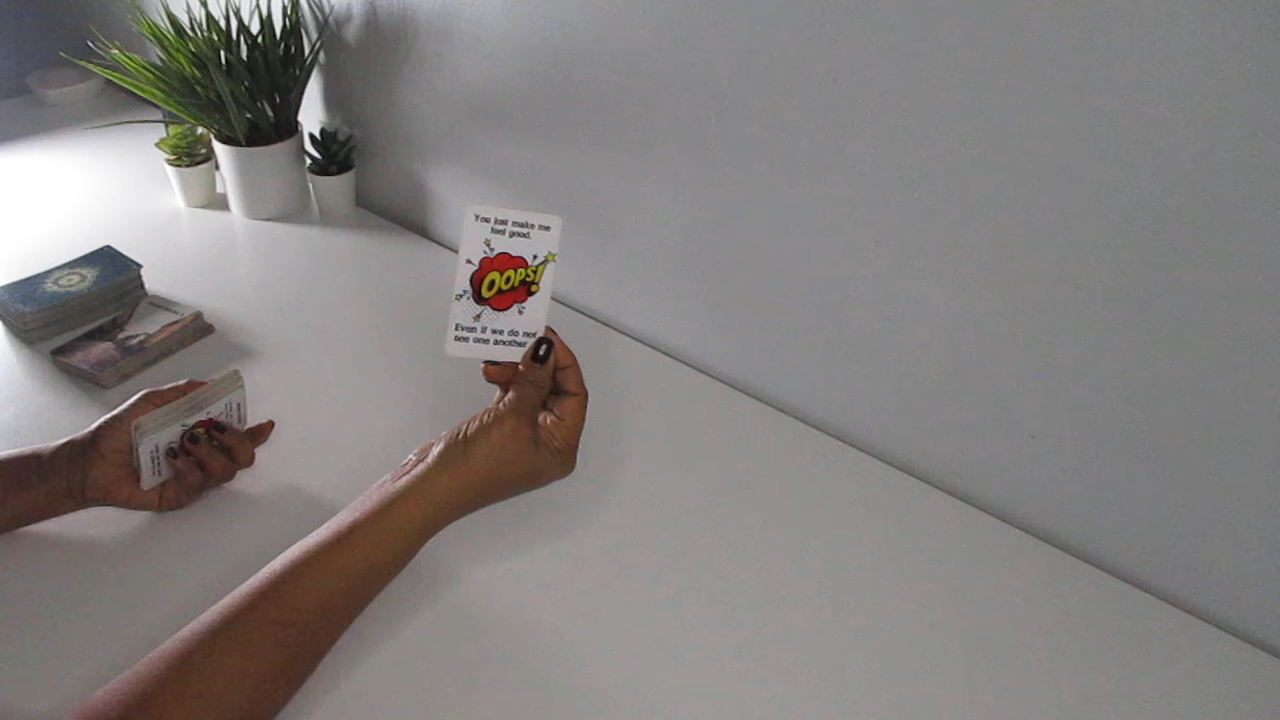 You just make me
feel good.
OOPS!
Even if we do not
see one another